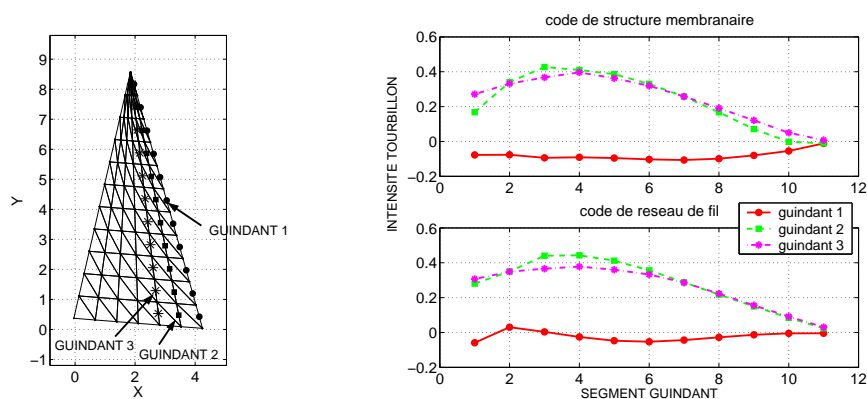 9
8
7
6
5
4
3
2
1
0
−1
Y
0 2 4
X
GUINDANT 1
GUINDANT 3
GUINDANT 2
code de structure membranaire
0.6
0.4
0.2
0
−0.2
0 2 4 6 8 10 12
INTENSITE TOURBILLON
code de reseau de fil
guindant 1
guindant 2
guindant 3
0.6
0.4
0.2
0
−0.2
0 2 4 6 8 10 12
SEGMENT GUINDANT